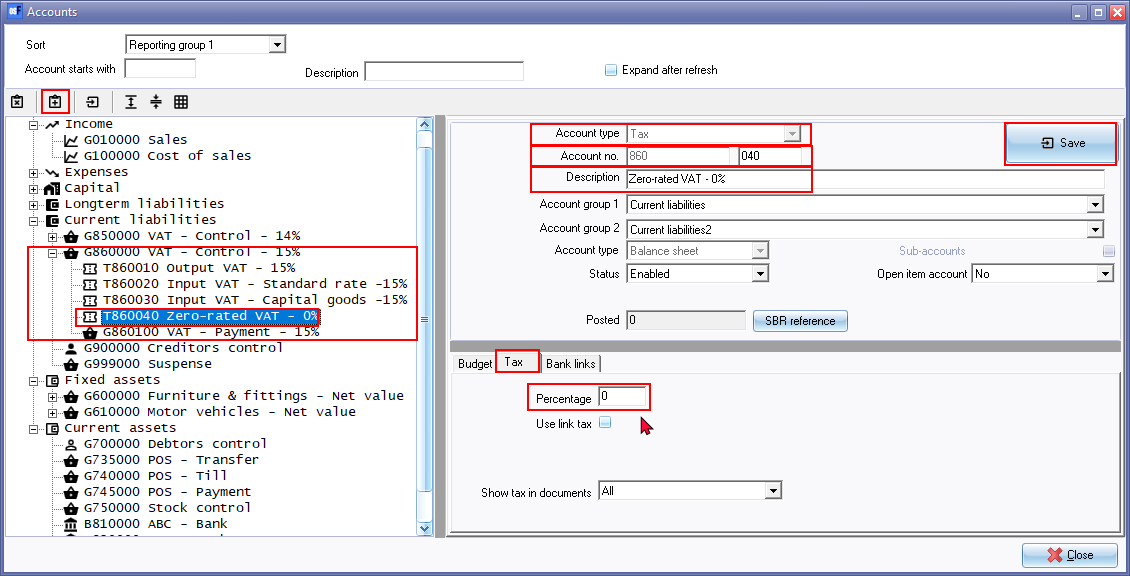 Accounts
Sort
Reporting group 1
Account starts with
Description
Expand after refresh
Income
G010000 Sales
G100000 Cost of sales
Expenses
Capital
Longterm liabilities
Current liabilities
G850000 VAT - Control - 14%
G860000 VAT - Control - 15%
T860010 Output VAT - 15%
T860020 Input VAT - Standard rate -15%
T860030 Input VAT - Capital goods -15%
T860040 Zero-rated VAT - 0%
G860100 VAT - Payment - 15%
G900000 Creditors control
G999000 Suspense
Fixed assets
G600000 Furniture & fittings - Net value
G610000 Motor vehicles - Net value
Current assets
G700000 Debtors control
G735000 POS - Transfer
G740000 POS - Till
G745000 POS - Payment
G750000 Stock control
B810000 ABC - Bank
Account type Tax
Account no. 860 040
Description Zero-rated VAT - 0%
Save
Account group 1 Current liabilities
Account group 2 Current liabilities2
Account type Balance sheet Sub-accounts
Status Enabled Open item account No
Posted 0 SBR reference
Budget Tax Bank links
Percentage 0
Use link tax
Show tax in documents All
Close